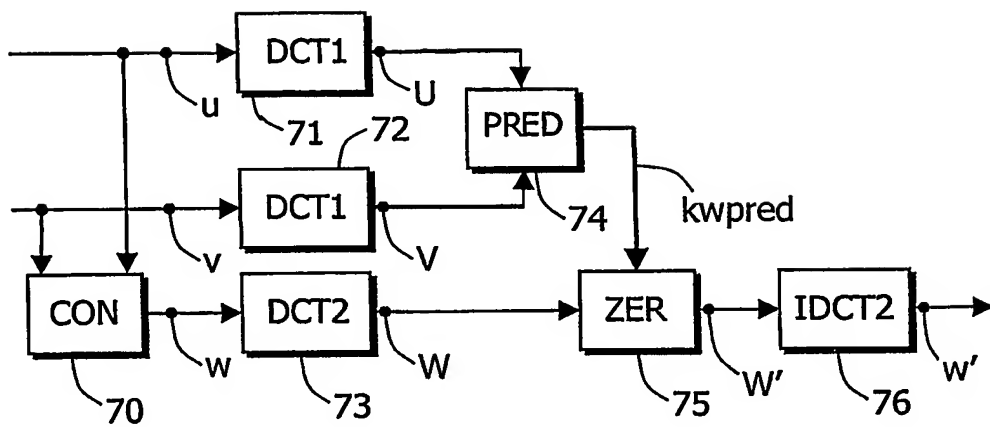 DCT1
u
U
71
PRED
72
DCT1
74
kwpred
v
V
CON
DCT2
ZER
IDCT2
w
W
W'
w'
70
73
75
76